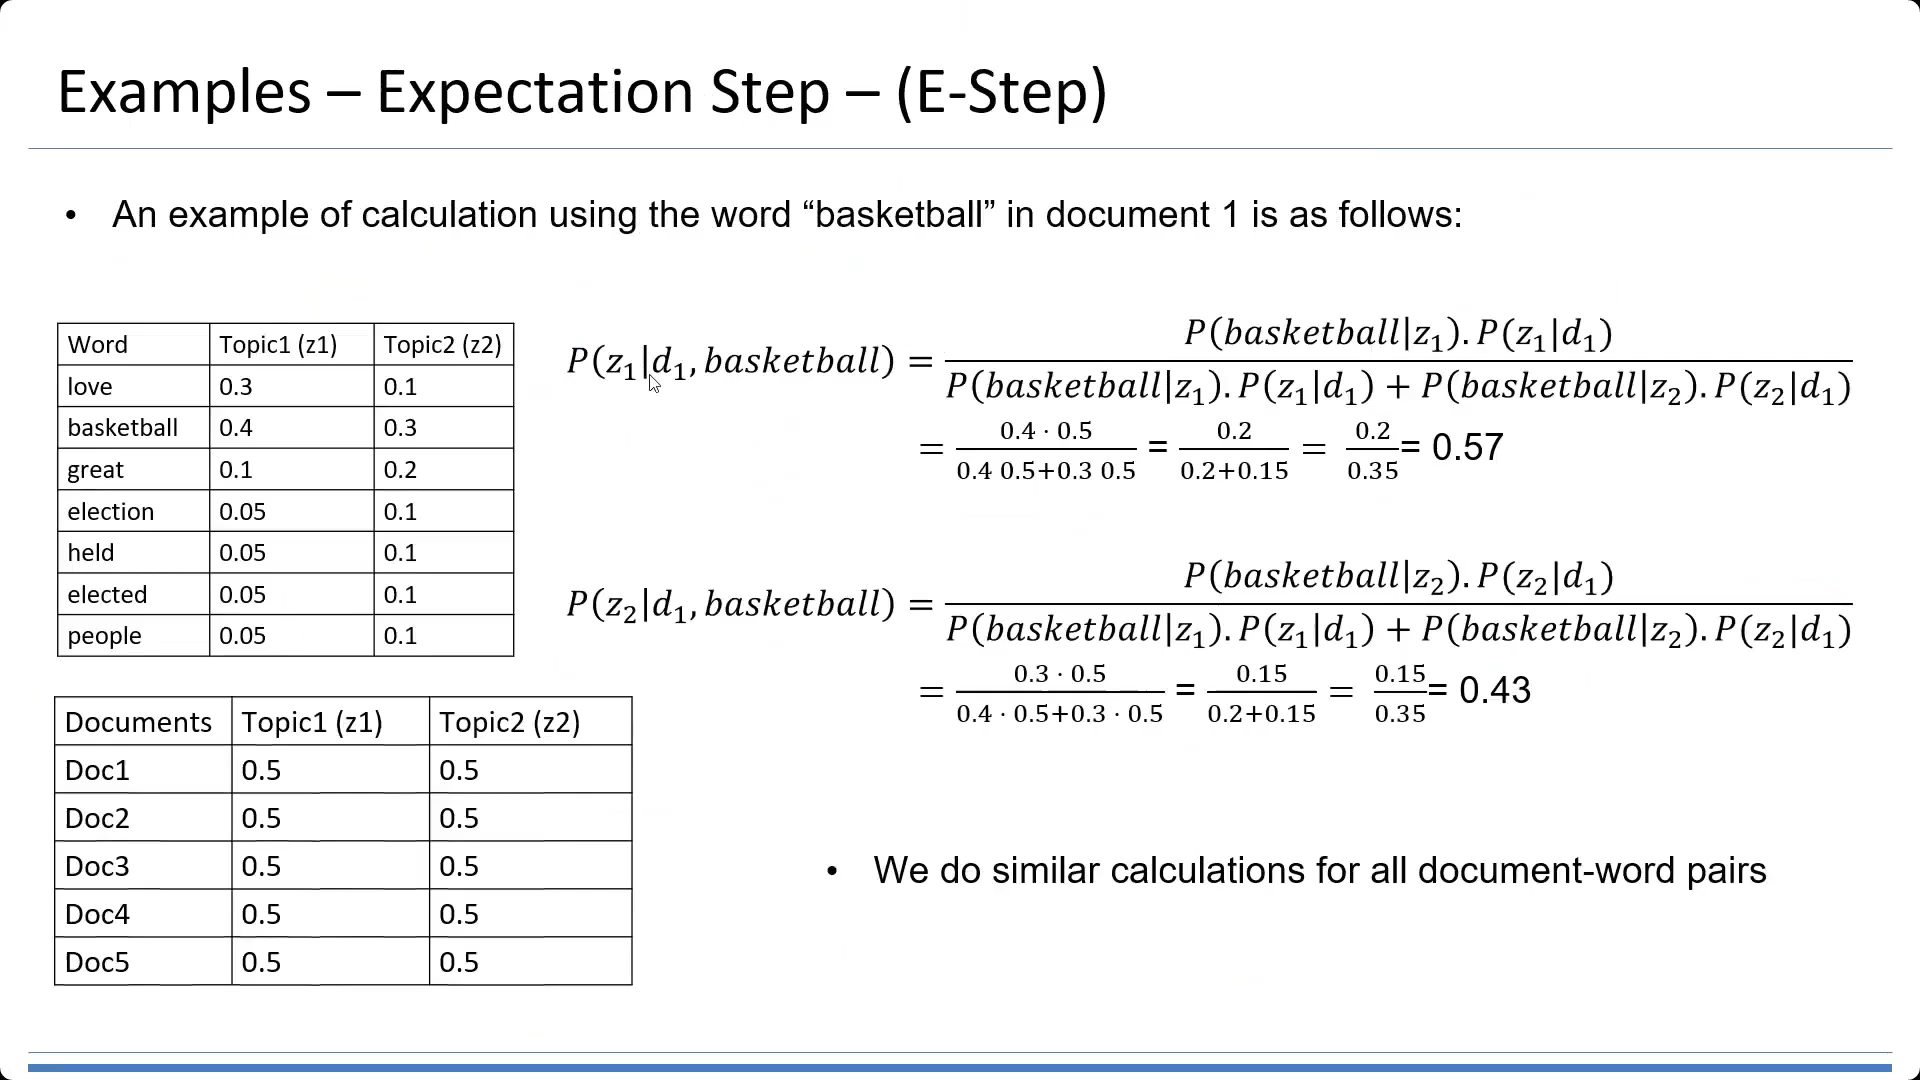 Examples – Expectation Step – (E-Step)
• An example of calculation using the word “basketball” in document 1 is as follows:
Word Topic1 (z1) Topic2 (z2)
love 0.3 0.1
basketball 0.4 0.3
great 0.1 0.2
election 0.05 0.1
held 0.05 0.1
elected 0.05 0.1
people 0.05 0.1
P(z₁|d₁, basketball) = P(basketball|z₁). P(z₁|d₁) / P(basketball|z₁). P(z₁|d₁) + P(basketball|z₂). P(z₂|d₁)
= 0.4 · 0.5 / 0.4 0.5+0.3 0.5 = 0.2 / 0.2+0.15 = 0.2 / 0.35 = 0.57
P(z₂|d₁, basketball) = P(basketball|z₂). P(z₂|d₁) / P(basketball|z₁). P(z₁|d₁) + P(basketball|z₂). P(z₂|d₁)
= 0.3 · 0.5 / 0.4 · 0.5+0.3 · 0.5 = 0.15 / 0.2+0.15 = 0.15 / 0.35 = 0.43
Documents Topic1 (z1) Topic2 (z2)
Doc1 0.5 0.5
Doc2 0.5 0.5
Doc3 0.5 0.5
Doc4 0.5 0.5
Doc5 0.5 0.5
• We do similar calculations for all document-word pairs